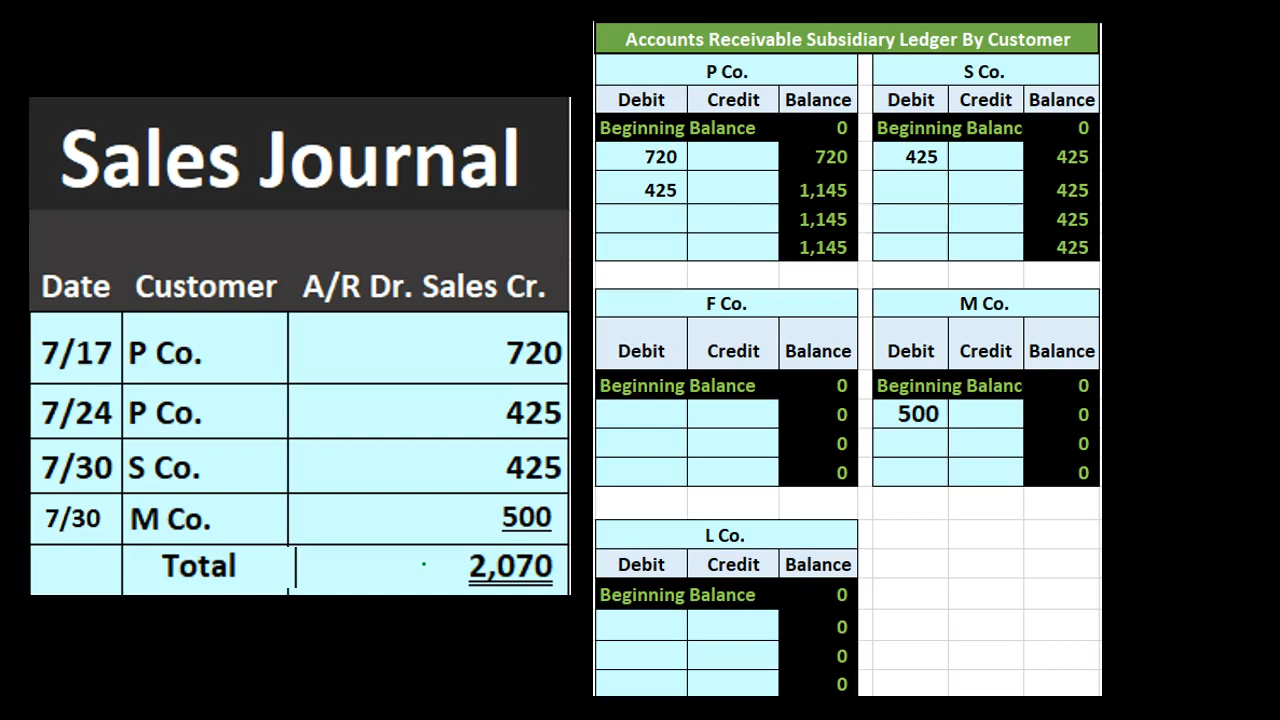 Sales Journal
Date Customer A/R Dr. Sales Cr.
7/17 P Co. 720
7/24 P Co. 425
7/30 S Co. 425
7/30 M Co. 500
Total 2,070
Accounts Receivable Subsidiary Ledger By Customer
P Co. S Co.
Debit Credit Balance Debit Credit Balance
Beginning Balance 0 Beginning Balanc 0
720 720 425 425
425 1,145 425
1,145 425
1,145 425
F Co. M Co.
Debit Credit Balance Debit Credit Balance
Beginning Balance 0 Beginning Balanc 0
0 500 0
0 0
0 0
L Co.
Debit Credit Balance
Beginning Balance 0
0
0
0